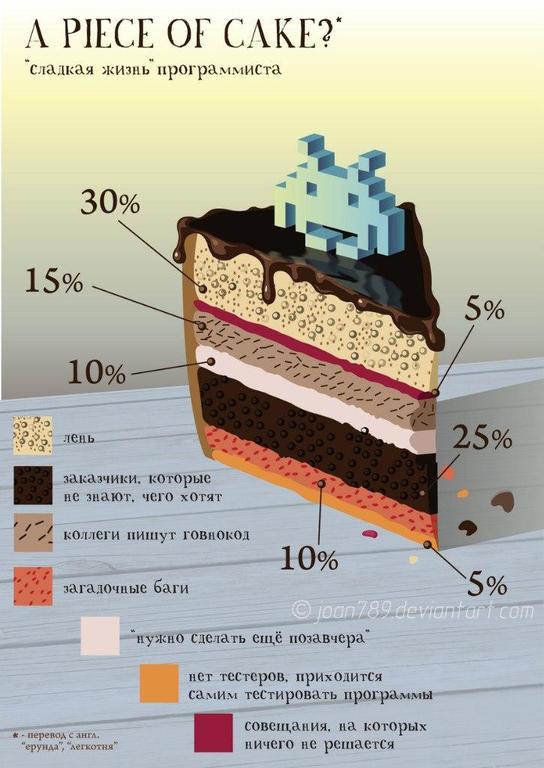 A PIECE OF CAKE?*
"сладкая жизнь" программиста
30%
15%
5%
10%
25%
лень
заказчики, которые
не знают, чего хотят
коллеги пишут говнокод
10%
загадочные баги
5%
© joan789.deviantart.com
"нужно сделать ещё позавчера"
нет тестеров, приходится
самим тестировать программы
совещания, на которых
ничего не решается
* - перевод с англ.
"ерунда", "легкотня"